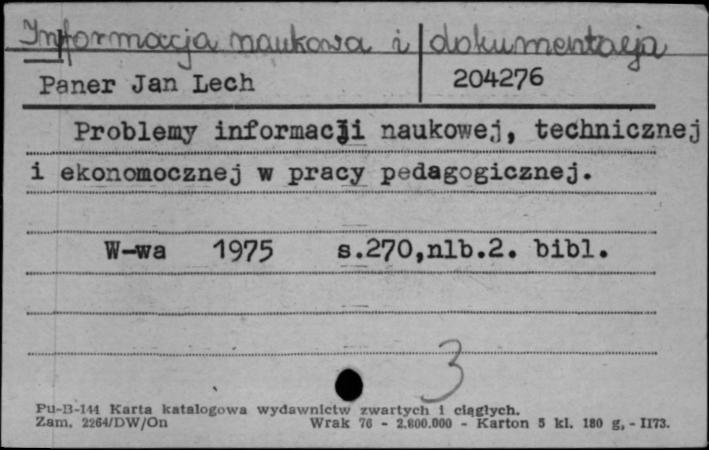 Informacja naukowa i dokumentacja
Paner Jan Lech 204276
Problemy informacji naukowej, technicznej
i ekonomocznej w pracy pedagogicznej.
W-wa 1975 s.270,nlb.2. bibl.
3
Pu-B-144 Karta katalogowa wydawnictw zwartych i ciągłych.
Zam. 2264/DW/On Wrak 76 - 2.800.000 - Karton 5 kl. 180 g. - II73.